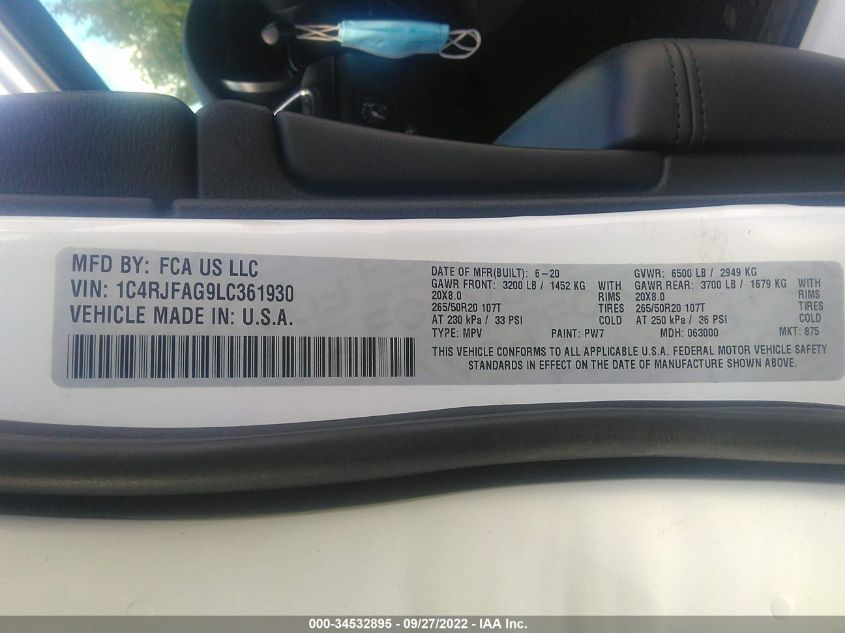 MFD BY: FCA US LLC
VIN: 1C4RJFAG9LC361930
VEHICLE MADE IN: U.S.A.
DATE OF MFR(BUILT): 6-20 GVWR: 6500 LB / 2949 KG
GAWR FRONT: 3200 LB / 1452 KG WITH GAWR REAR: 3700 LB / 1679 KG WITH
20X8.0 RIMS 20X8.0 RIMS
265/50R20 107T TIRES 265/50R20 107T TIRES
AT 230 kPa / 33 PSI COLD AT 250 kPa / 36 PSI COLD
TYPE: MPV PAINT: PW7 MDH: 063000 MKT: 875
THIS VEHICLE CONFORMS TO ALL APPLICABLE U.S.A. FEDERAL MOTOR VEHICLE SAFETY
STANDARDS IN EFFECT ON THE DATE OF MANUFACTURE SHOWN ABOVE.
000-34532895 - 09/27/2022 - IAA Inc.